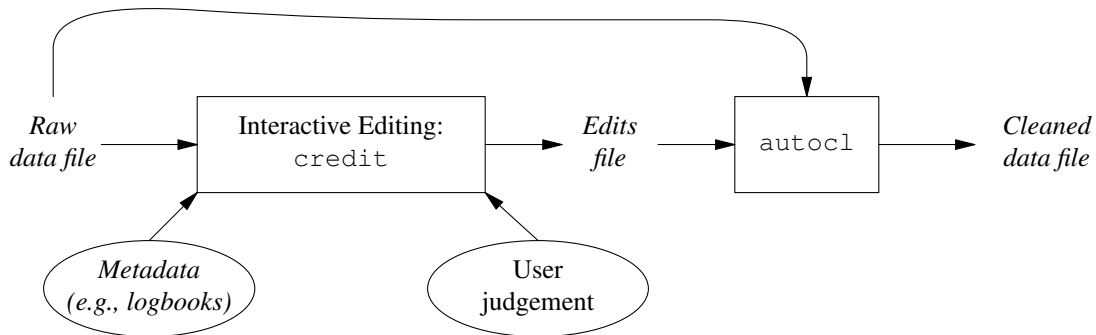 Raw
data file
Interactive Editing:
credit
Edits
file
autocl
Cleaned
data file
Metadata
(e.g., logbooks)
User
judgement